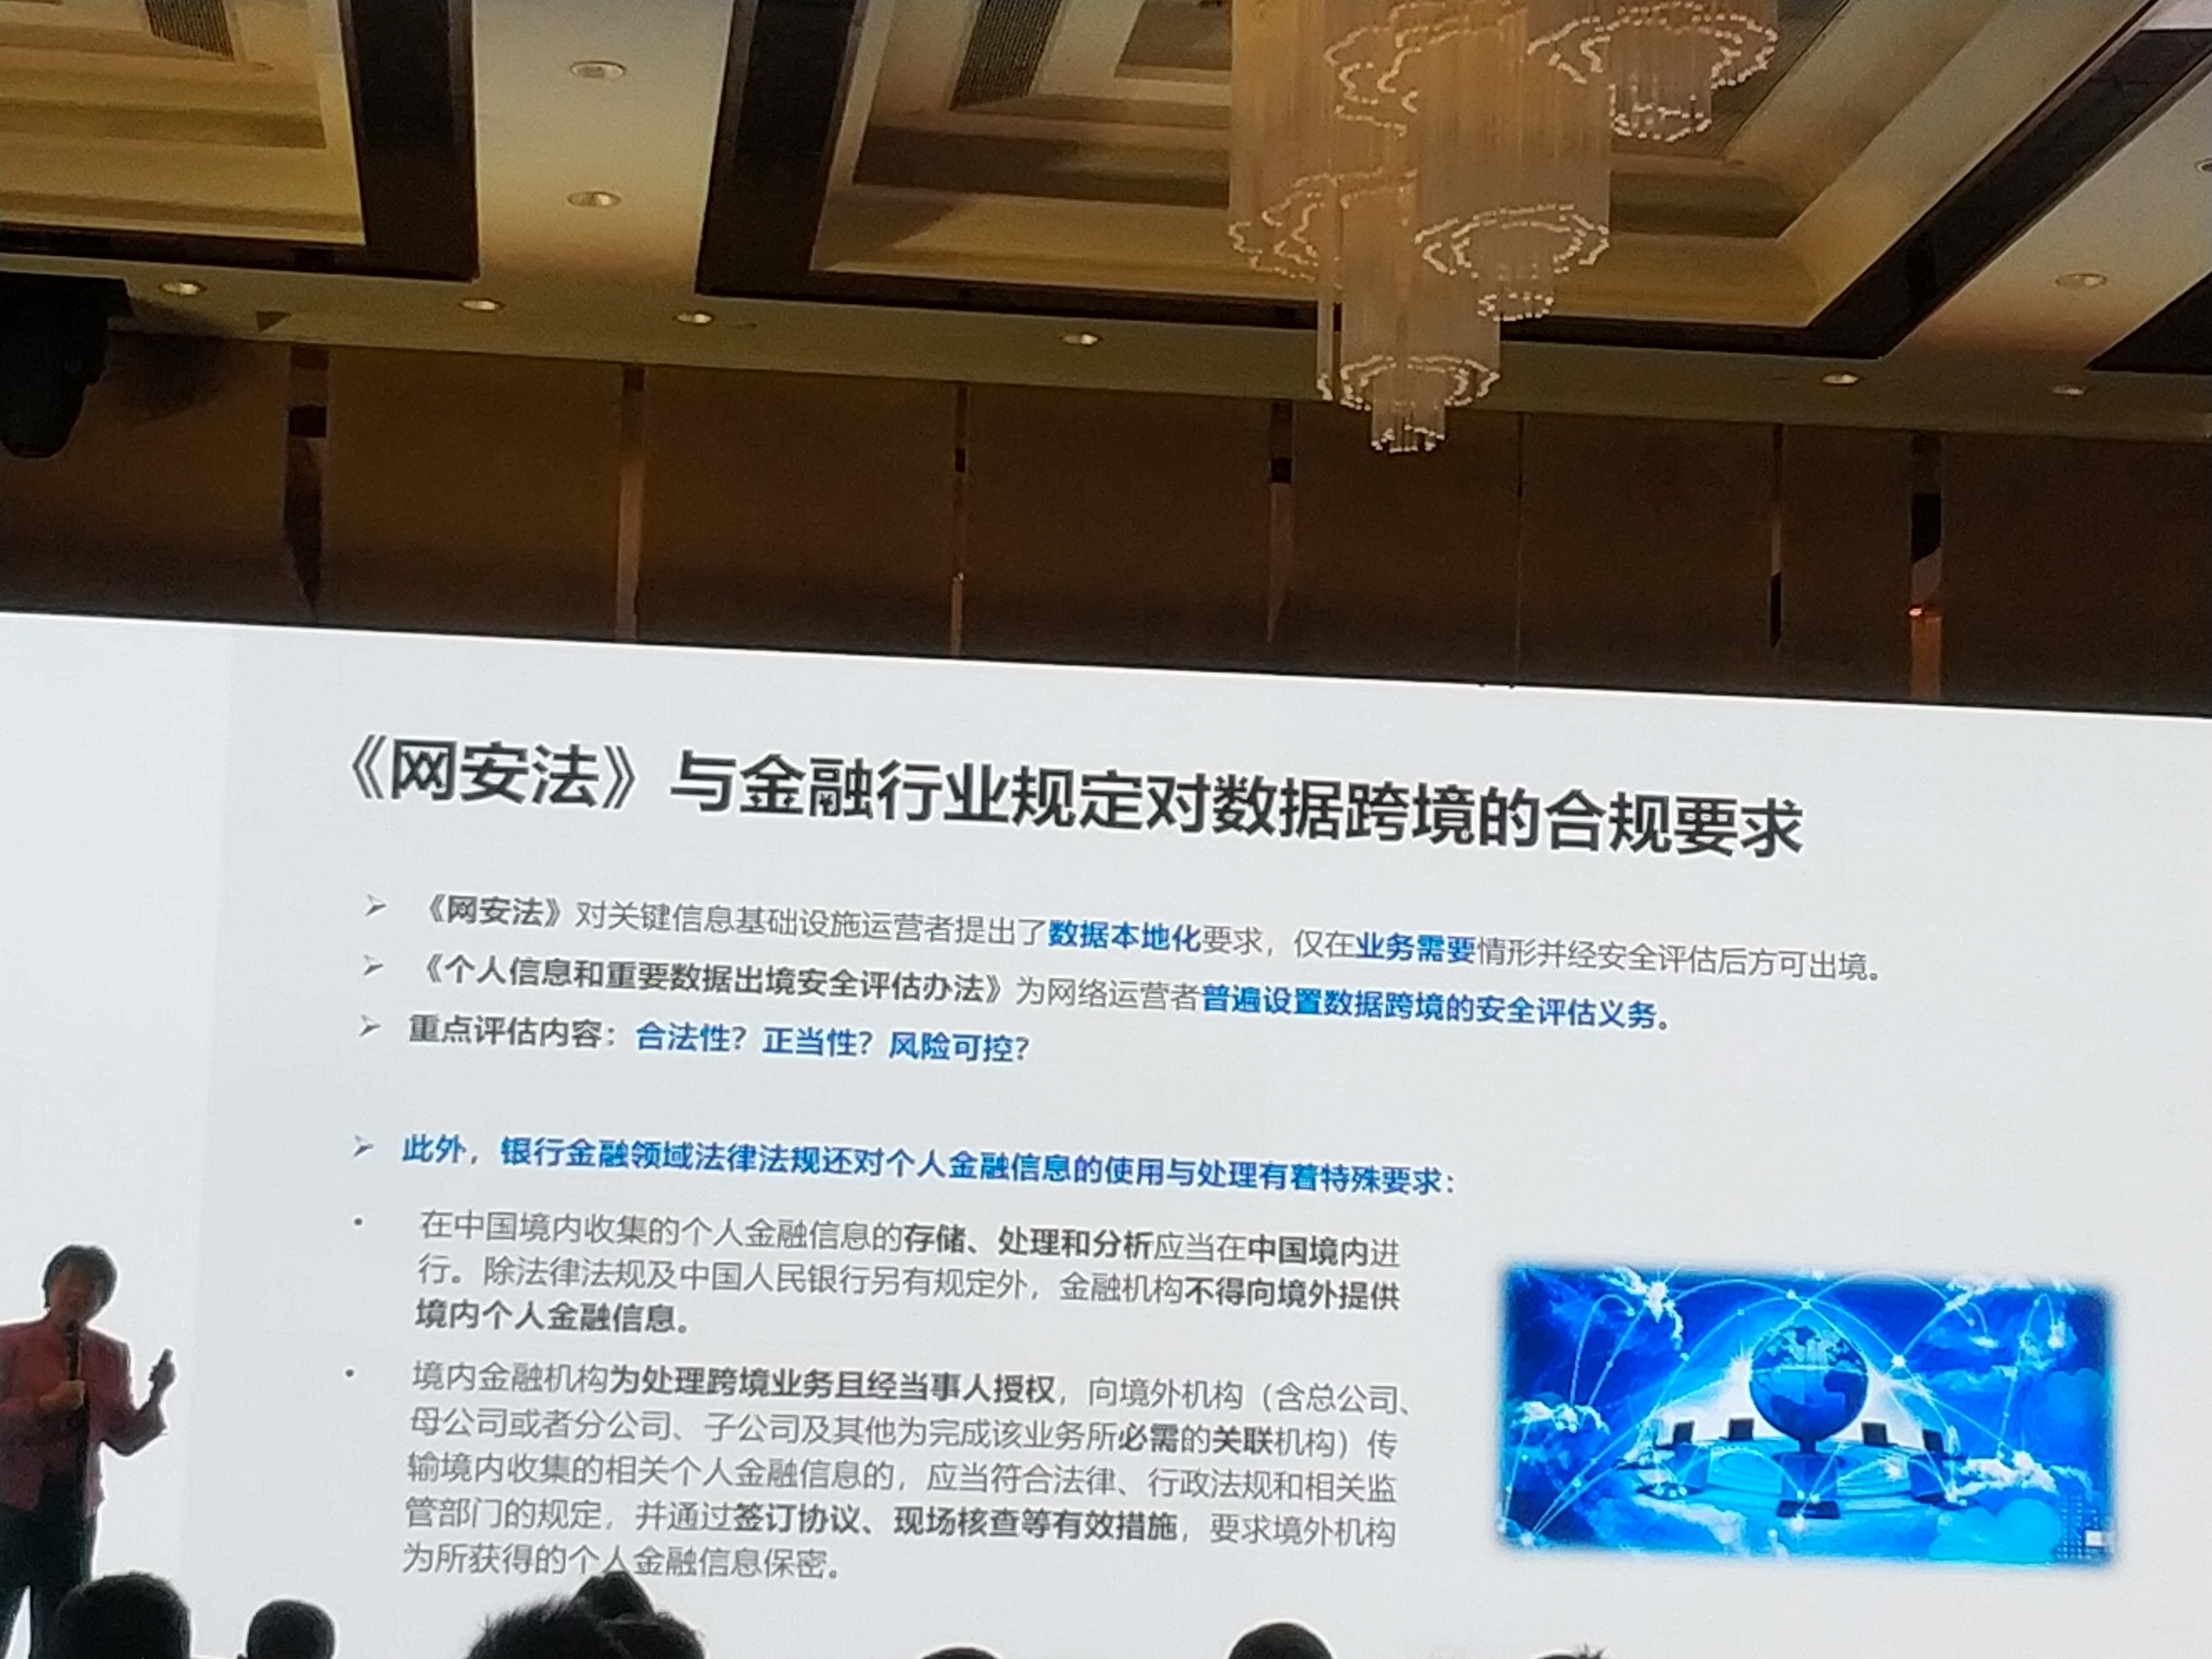 《网安法》与金融行业规定对数据跨境的合规要求
➢ 《网安法》对关键信息基础设施运营者提出了数据本地化要求，仅在业务需要情形并经安全评估后方可出境。
➢ 《个人信息和重要数据出境安全评估办法》为网络运营者普遍设置数据跨境的安全评估义务。
➢ 重点评估内容：合法性？正当性？风险可控？
➢ 此外，银行金融领域法律法规还对个人金融信息的使用与处理有着特殊要求：
• 在中国境内收集的个人金融信息的存储、处理和分析应当在中国境内进
行。除法律法规及中国人民银行另有规定外，金融机构不得向境外提供
境内个人金融信息。
• 境内金融机构为处理跨境业务且经当事人授权，向境外机构（含总公司、
母公司或者分公司、子公司及其他为完成该业务所必需的关联机构）传
输境内收集的相关个人金融信息的，应当符合法律、行政法规和相关监
管部门的规定，并通过签订协议、现场核查等有效措施，要求境外机构
为所获得的个人金融信息保密。